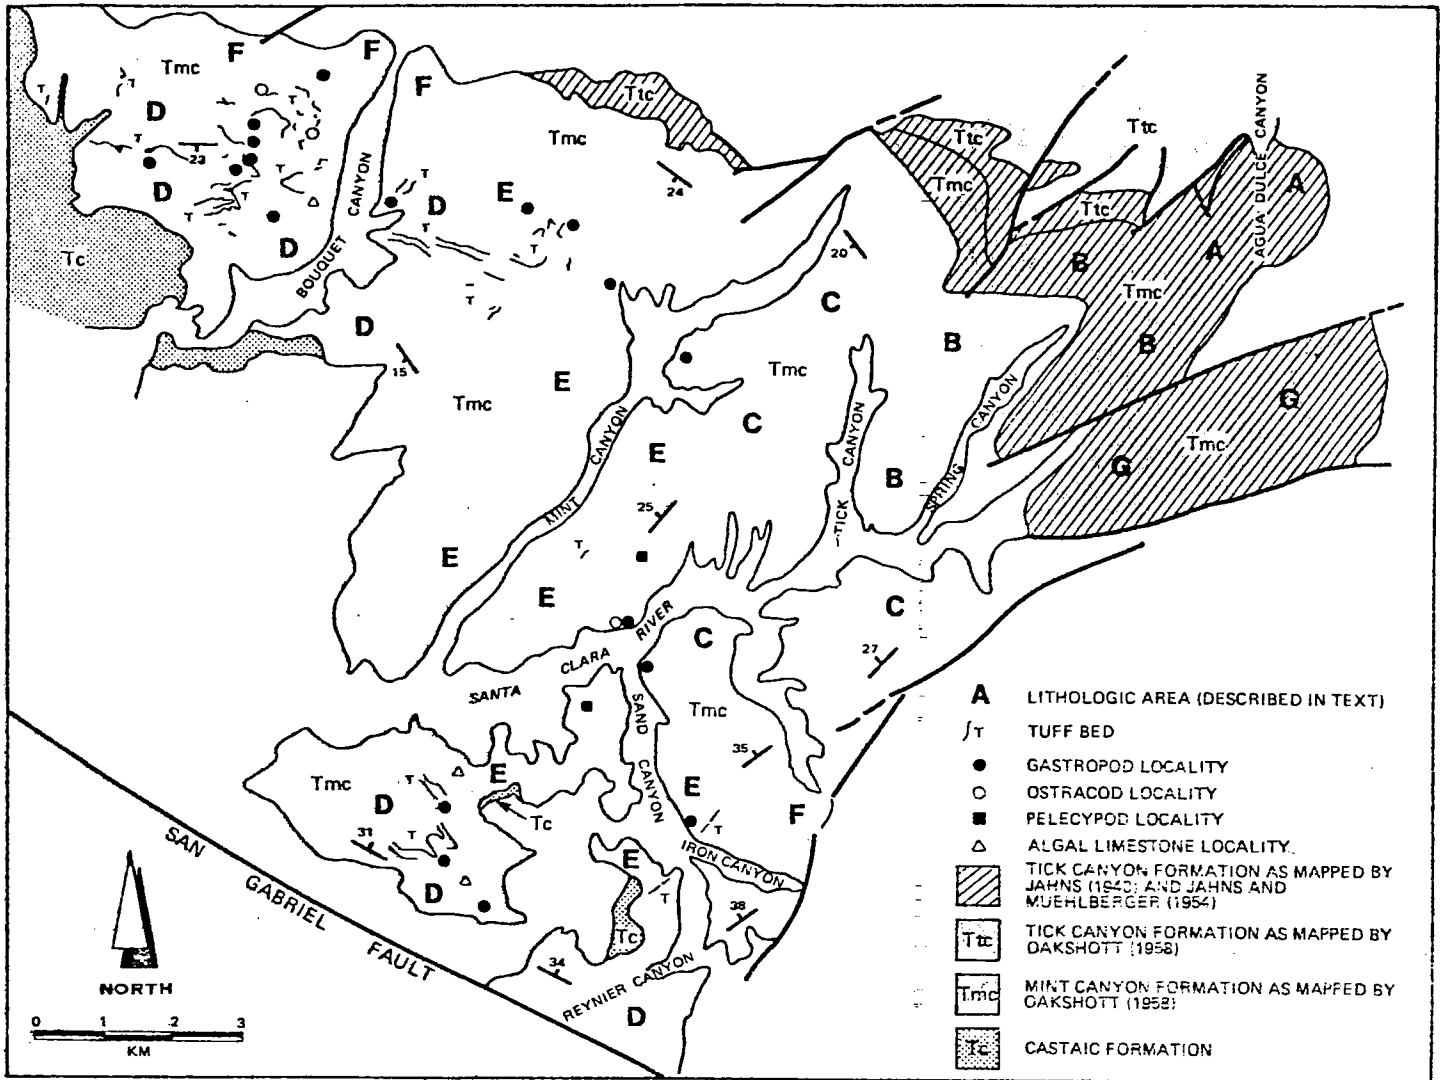 F
F
Tmc
F
T
T
D
T
Ttc
Tmc
Ttc
Ttc
AGUA DULCE CANYON
T
23
D
T
T
D
BOUQUET CANYON
T
D
T
E
T
24
Tmc
Ttc
A
A
Tc
T
20
C
B
Tmc
D
15
Tmc
E
Tmc
B
B
C
G
Tmc
G
MINT CANYON
E
TICK CANYON
B
SPRING CANYON
25
T
E
E
C
27
SANTA CLARA RIVER
C
SAND CANYON
Tmc
35
E
T
F
Tmc
D
T
E
Tc
31
T
D
E
T
Tc
IRON CANYON
38
34
REYNIER CANYON
D
SAN GABRIEL FAULT
NORTH
0 1 2 3
KM
A LITHOLOGIC AREA (DESCRIBED IN TEXT)
T TUFF BED
GASTROPOD LOCALITY
OSTRACOD LOCALITY
PELECYPOD LOCALITY
ALGAL LIMESTONE LOCALITY.
TICK CANYON FORMATION AS MAPPED BY
JAHNS AND JAHNS AND
MUEHLBERGER (1954)
Ttc TICK CANYON FORMATION AS MAPPED BY
OAKSHOTT (1958)
Tmc MINT CANYON FORMATION AS MAPPED BY
OAKSHOTT (1958)
Tc CASTAIC FORMATION